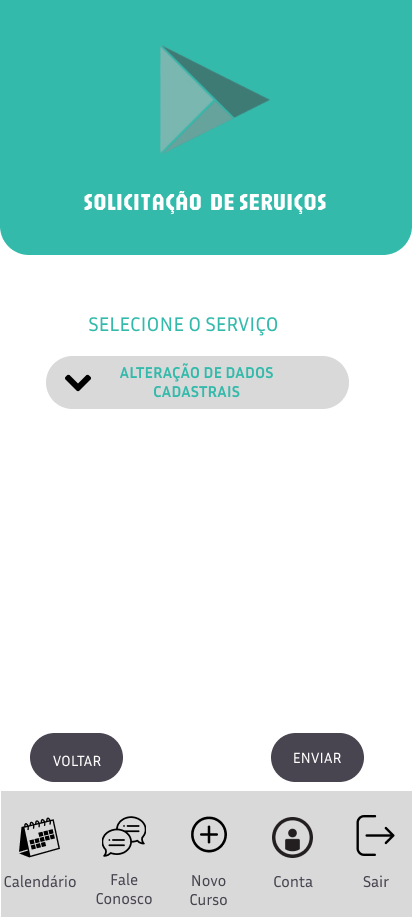 SOLICITAÇÃO DE SERVIÇOS
SELECIONE O SERVIÇO
ALTERAÇÃO DE DADOS
CADASTRAIS
VOLTAR
ENVIAR
Calendário
Fale
Conosco
Novo
Curso
Conta
Sair